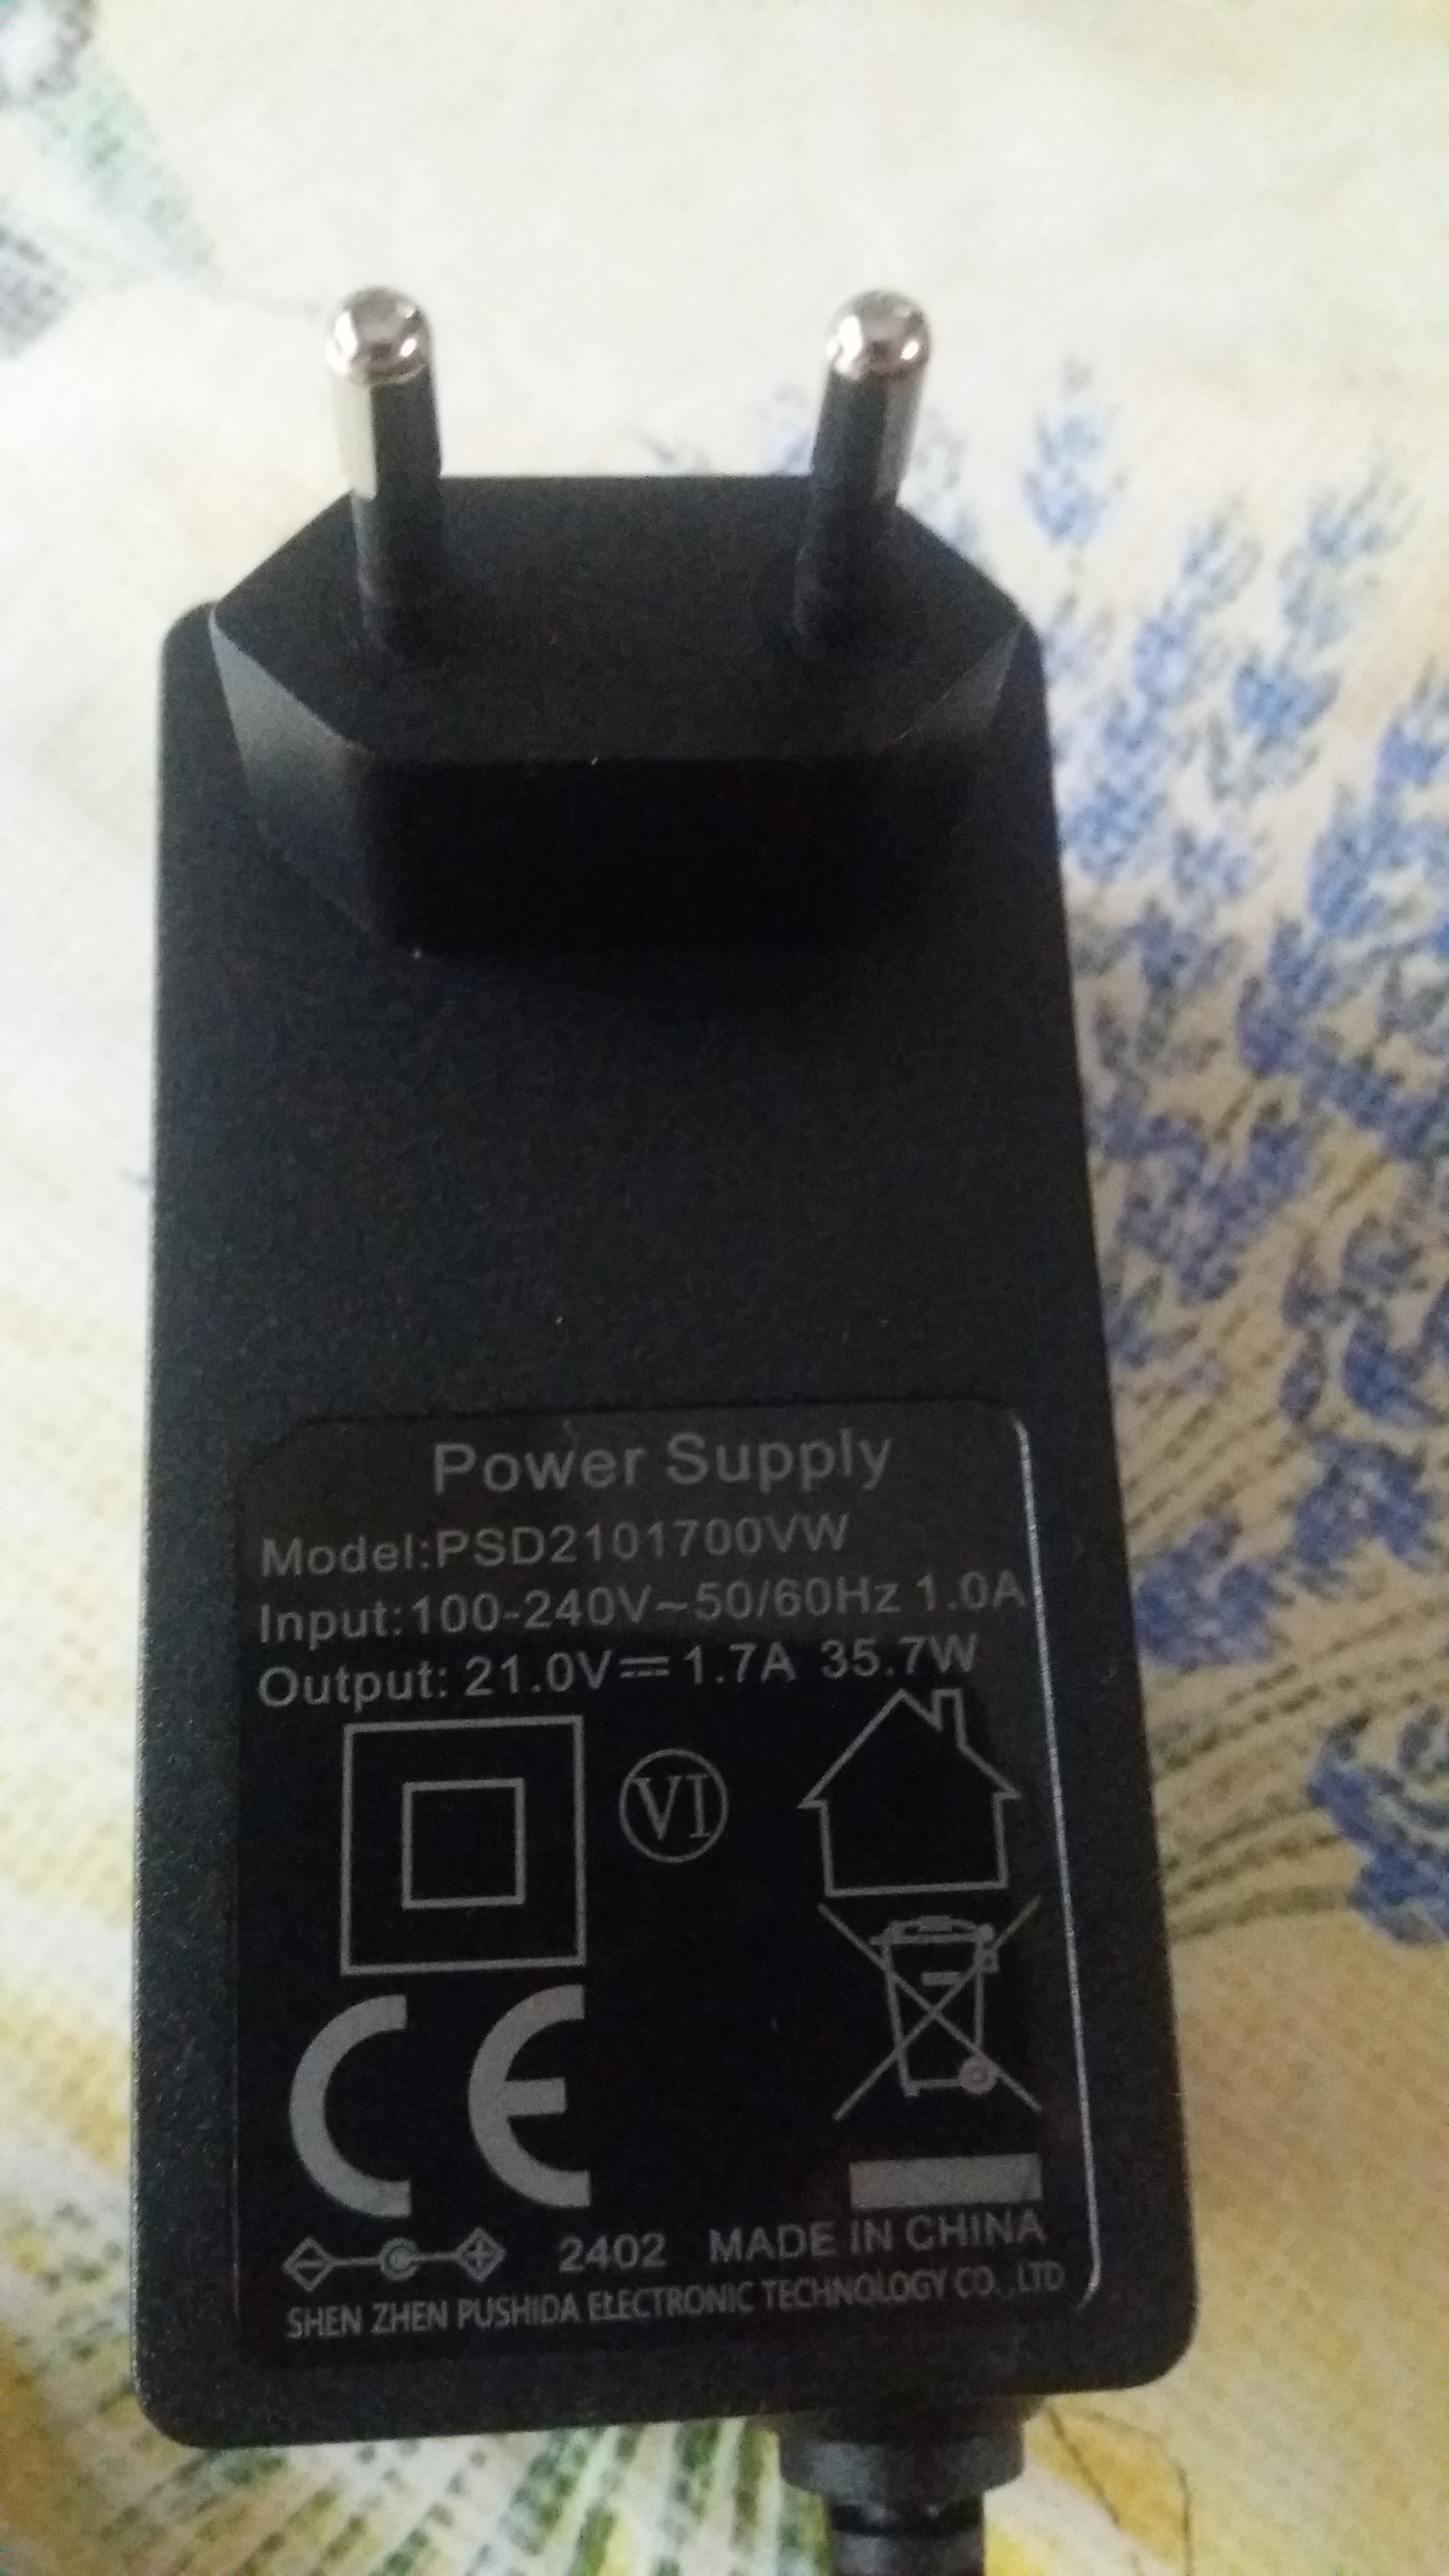 Power Supply
Model:PSD2101700VW
Input:100-240V~50/60Hz 1.0A
Output: 21.0V⎓1.7A 35.7W
VI
CE
2402 MADE IN CHINA
SHEN ZHEN PUSHIDA ELECTRONIC TECHNOLOGY CO.,LTD